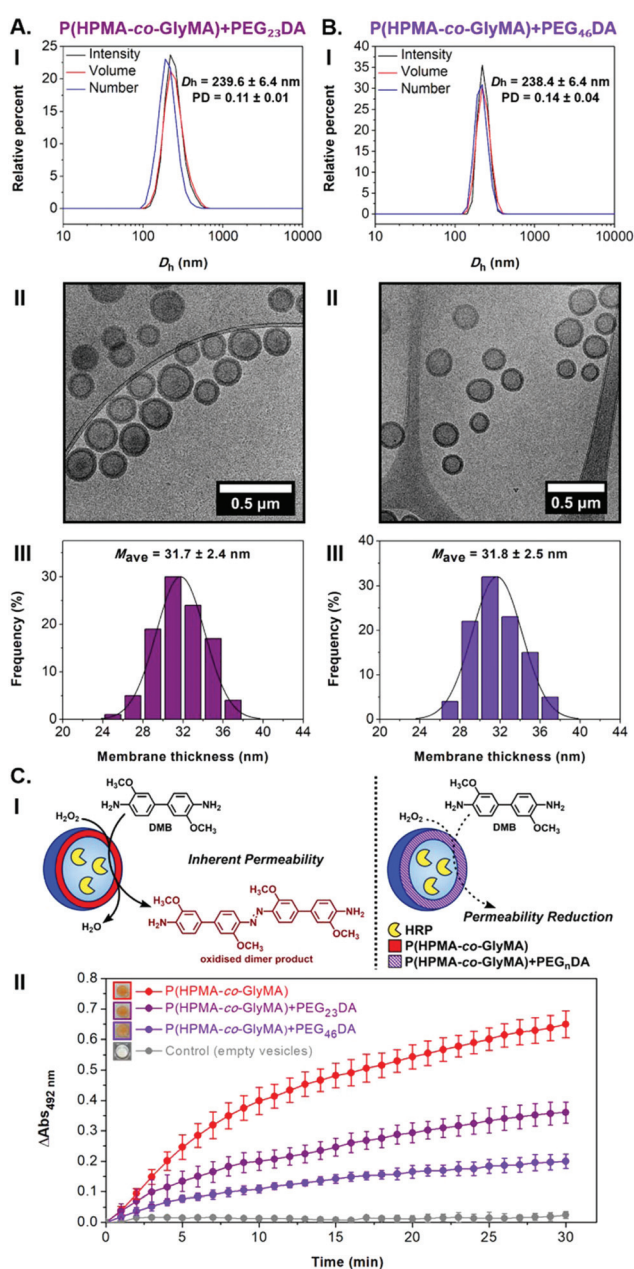 A.
P(HPMA-co-GlyMA)+PEG₂₃DA
I
Intensity
Volume
Number
Dh = 239.6 ± 6.4 nm
PD = 0.11 ± 0.01
Relative percent
25
20
15
10
5
0
10 100 1000 10000
Dh (nm)
B.
P(HPMA-co-GlyMA)+PEG₄₆DA
I
Intensity
Volume
Number
Dh = 238.4 ± 6.4 nm
PD = 0.14 ± 0.04
Relative percent
40
35
30
25
20
15
10
5
0
10 100 1000 10000
Dh (nm)
II
0.5 µm
II
0.5 µm
III
Mave = 31.7 ± 2.4 nm
Frequency (%)
30
20
10
0
20 24 28 32 36 40 44
Membrane thickness (nm)
III
Mave = 31.8 ± 2.5 nm
Frequency (%)
40
30
20
10
0
20 24 28 32 36 40 44
Membrane thickness (nm)
C.
I
H₂O₂
H₂O
OCH₃
H₂N
NH₂
OCH₃
DMB
Inherent Permeability
OCH₃
H₂N
N
N
OCH₃
OCH₃
NH₂
OCH₃
oxidised dimer product
H₂O₂
OCH₃
H₂N
NH₂
OCH₃
DMB
Permeability Reduction
HRP
P(HPMA-co-GlyMA)
P(HPMA-co-GlyMA)+PEGnDA
II
P(HPMA-co-GlyMA)
P(HPMA-co-GlyMA)+PEG₂₃DA
P(HPMA-co-GlyMA)+PEG₄₆DA
Control (empty vesicles)
ΔAbs₄₉₂ nm
0.8
0.7
0.6
0.5
0.4
0.3
0.2
0.1
0.0
0 5 10 15 20 25 30
Time (min)